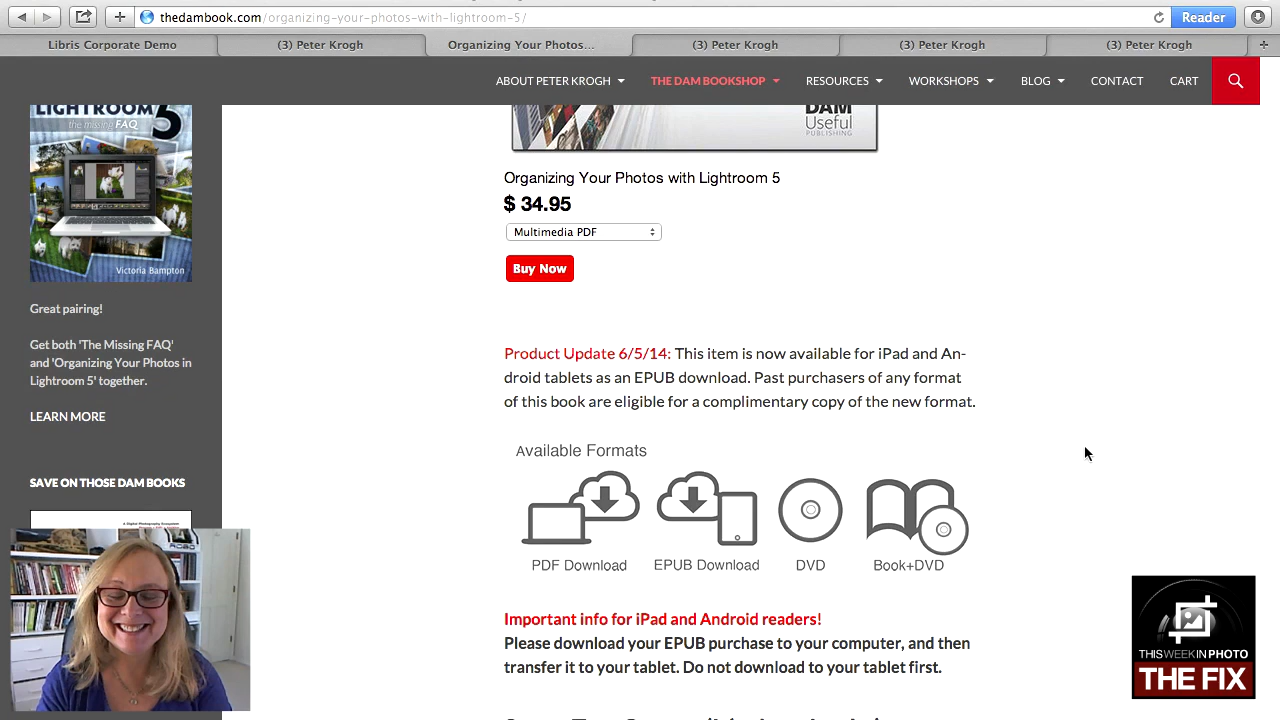 thedambook.com/organizing-your-photos-with-lightroom-5/
Reader
Libris Corporate Demo
(3) Peter Krogh
Organizing Your Photos...
(3) Peter Krogh
(3) Peter Krogh
(3) Peter Krogh
ABOUT PETER KROGH
THE DAM BOOKSHOP
RESOURCES
WORKSHOPS
BLOG
CONTACT
CART
LIGHTROOM 5
the missing FAQ
Victoria Bampton
Great pairing!
Get both 'The Missing FAQ'
and 'Organizing Your Photos in
Lightroom 5' together.
LEARN MORE
SAVE ON THOSE DAM BOOKS
DAM
Useful
PUBLISHING
Organizing Your Photos with Lightroom 5
$ 34.95
Multimedia PDF
Buy Now
Product Update 6/5/14: This item is now available for iPad and An-
droid tablets as an EPUB download. Past purchasers of any format
of this book are eligible for a complimentary copy of the new format.
Available Formats
PDF Download
EPUB Download
DVD
Book+DVD
Important info for iPad and Android readers!
Please download your EPUB purchase to your computer, and then
transfer it to your tablet. Do not download to your tablet first.
THIS WEEK IN PHOTO
THE FIX